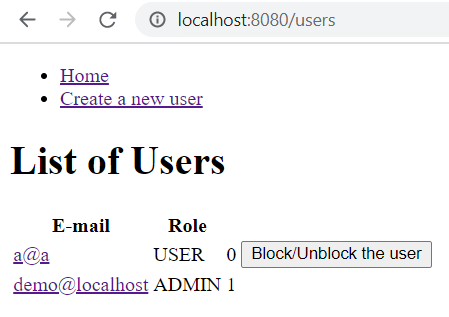 localhost:8080/users
Home
Create a new user
List of Users
E-mail Role
a@a USER 0 Block/Unblock the user
demo@localhost ADMIN 1